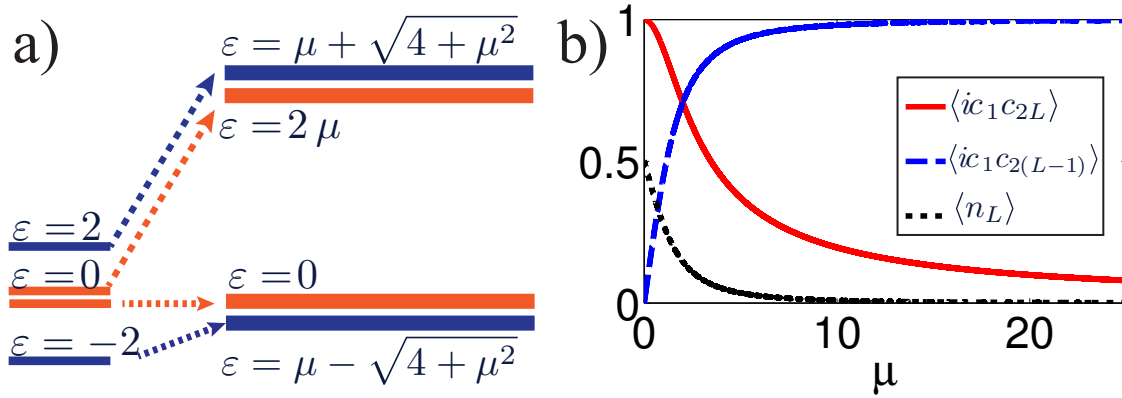 a)
ε = μ + √(4 + μ²)
ε = 2 μ
ε = 2
ε = 0
ε = −2
ε = 0
ε = μ − √(4 + μ²)
b)
1
0.5
0
0
10
20
μ
⟨ic₁c₂L⟩
⟨ic₁c₂₍L₋₁₎⟩
⟨nL⟩